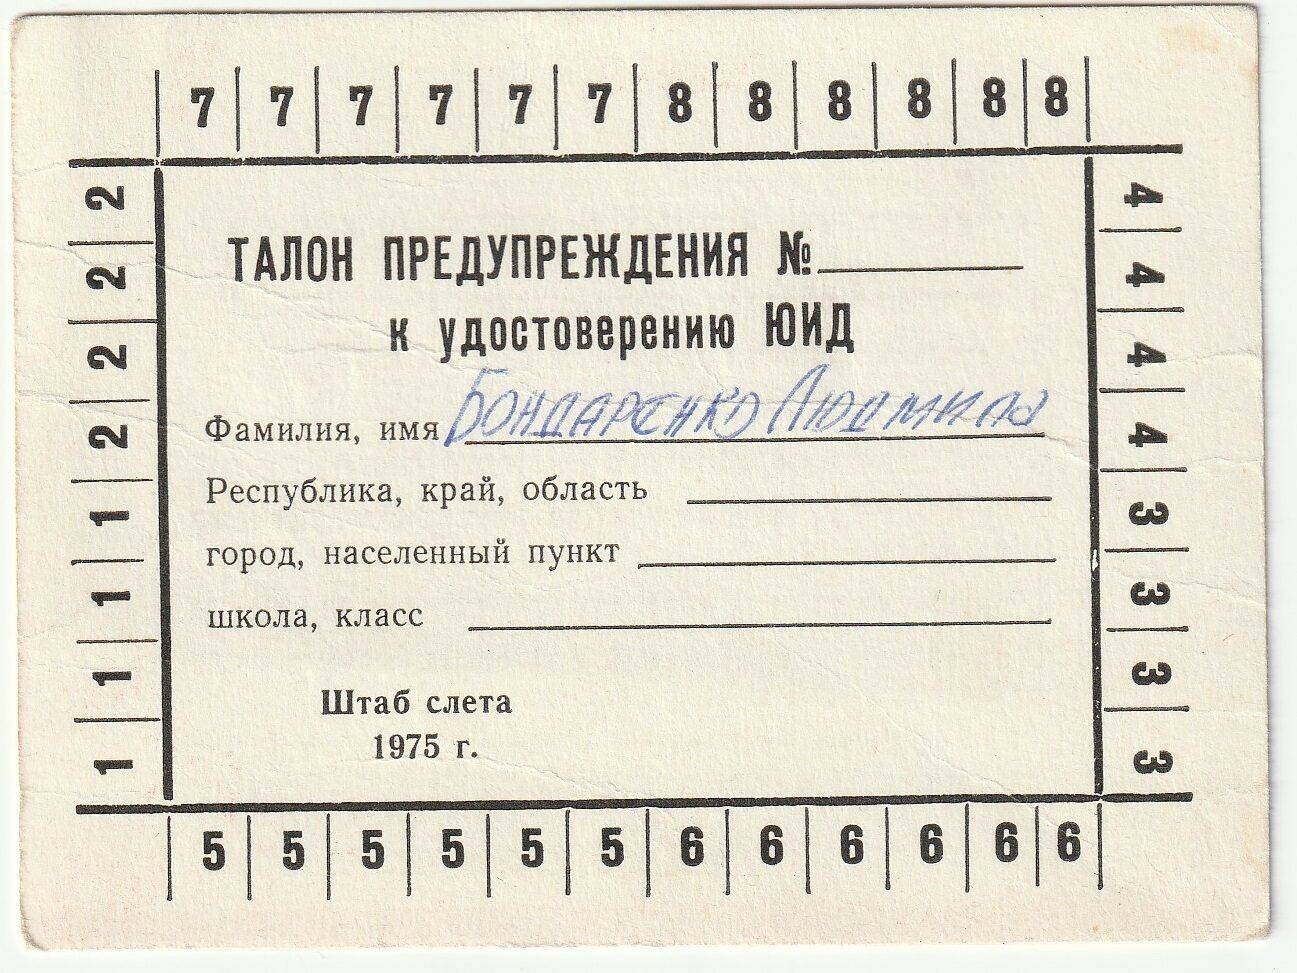 7 7 7 7 7 7 8 8 8 8 8 8
2 2 2 2 1 1 1 1
ТАЛОН ПРЕДУПРЕЖДЕНИЯ №
к удостоверению ЮИД
Фамилия, имя Бондаренко Людмила
Республика, край, область
город, населенный пункт
школа, класс
Штаб слета
1975 г.
4 4 4 4 3 3 3 3
5 5 5 5 5 5 6 6 6 6 6 6